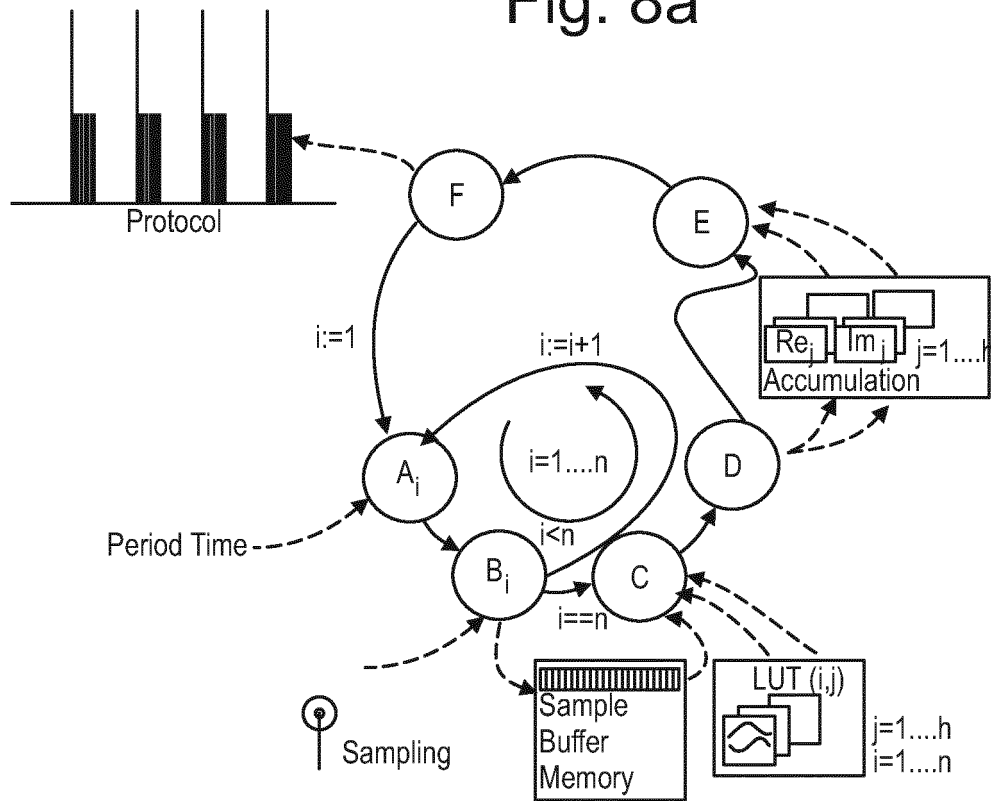 Fig. 8a
Protocol
F
E
i:=1
i:=i+1
Re j
Im j
j=1....h
Accumulation
A i
i=1....n
D
Period Time
i<n
B i
C
i==n
LUT (i,j)
Sample
Buffer
Memory
j=1....h
i=1....n
Sampling